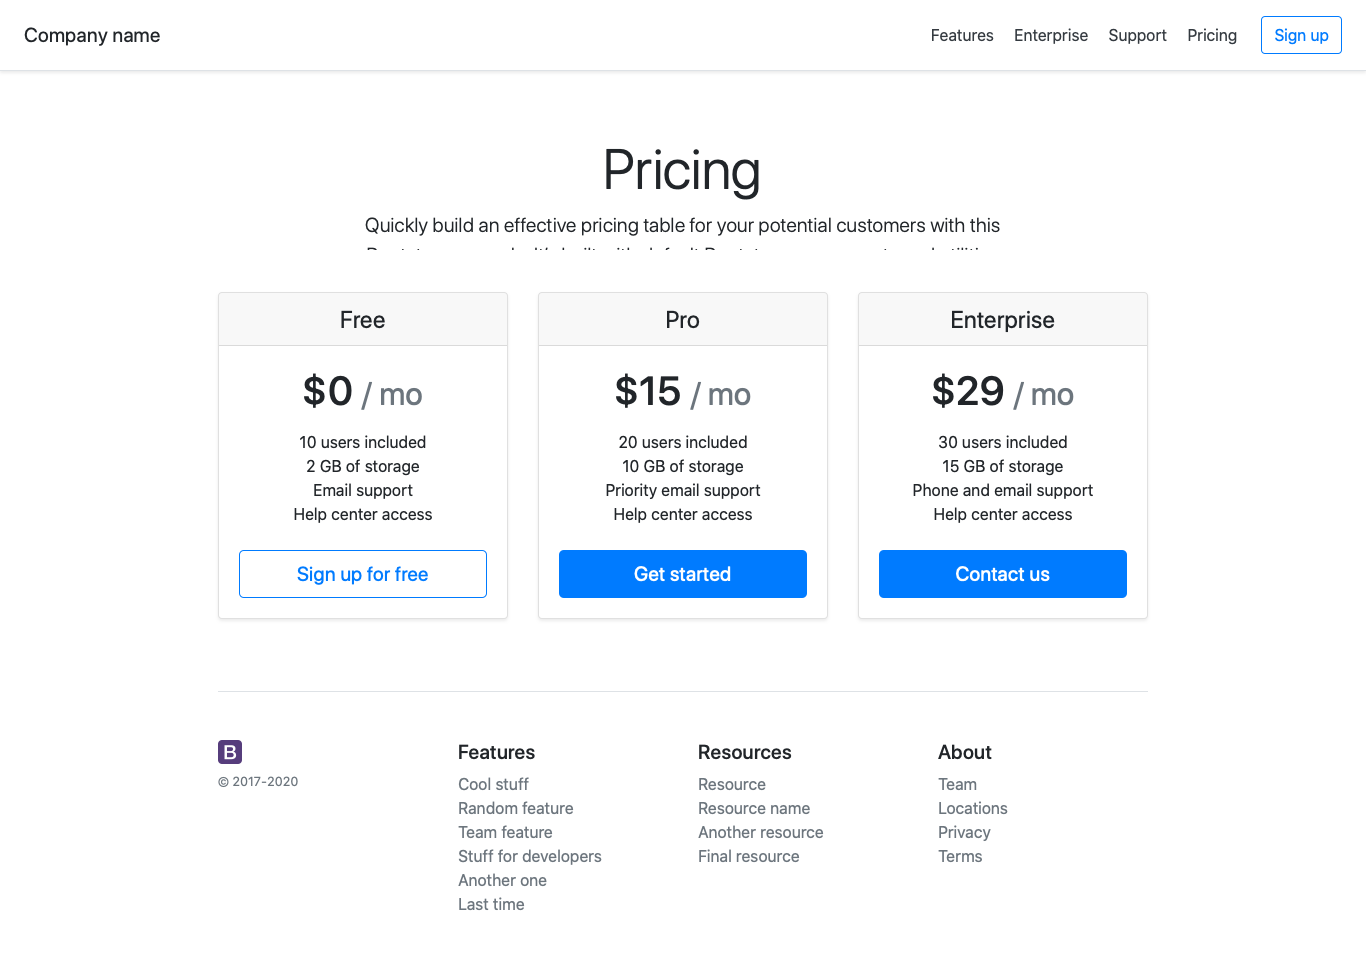 Company name
Features Enterprise Support Pricing Sign up
Pricing
Quickly build an effective pricing table for your potential customers with this
Free
$0 / mo
10 users included
2 GB of storage
Email support
Help center access
Sign up for free
Pro
$15 / mo
20 users included
10 GB of storage
Priority email support
Help center access
Get started
Enterprise
$29 / mo
30 users included
15 GB of storage
Phone and email support
Help center access
Contact us
B
© 2017-2020
Features
Cool stuff
Random feature
Team feature
Stuff for developers
Another one
Last time
Resources
Resource
Resource name
Another resource
Final resource
About
Team
Locations
Privacy
Terms